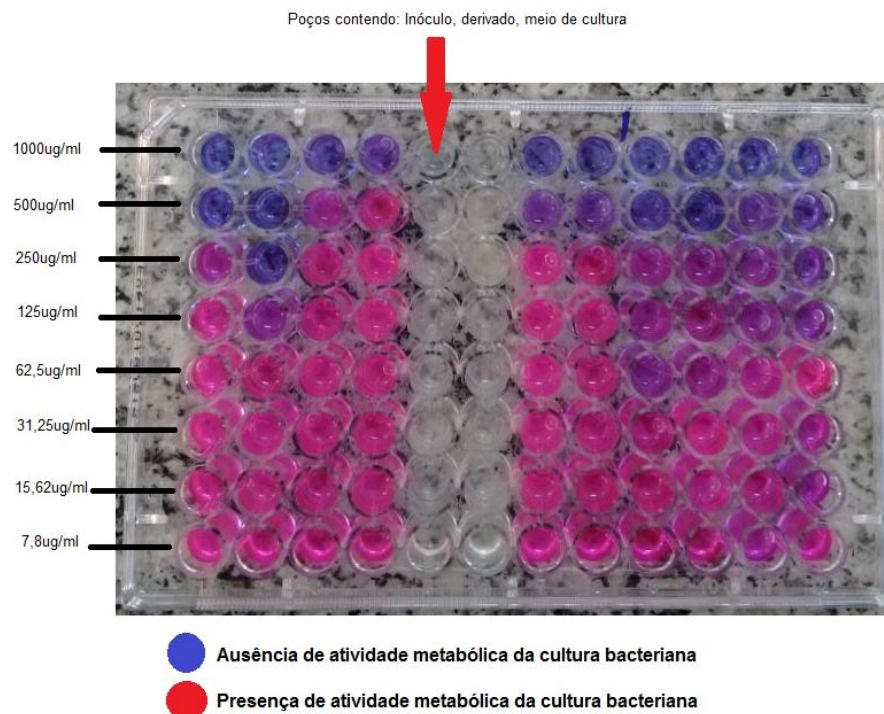 Poços contendo: Inóculo, derivado, meio de cultura
1000ug/ml
500ug/ml
250ug/ml
125ug/ml
62,5ug/ml
31,25ug/ml
15,62ug/ml
7,8ug/ml
Ausência de atividade metabólica da cultura bacteriana
Presença de atividade metabólica da cultura bacteriana